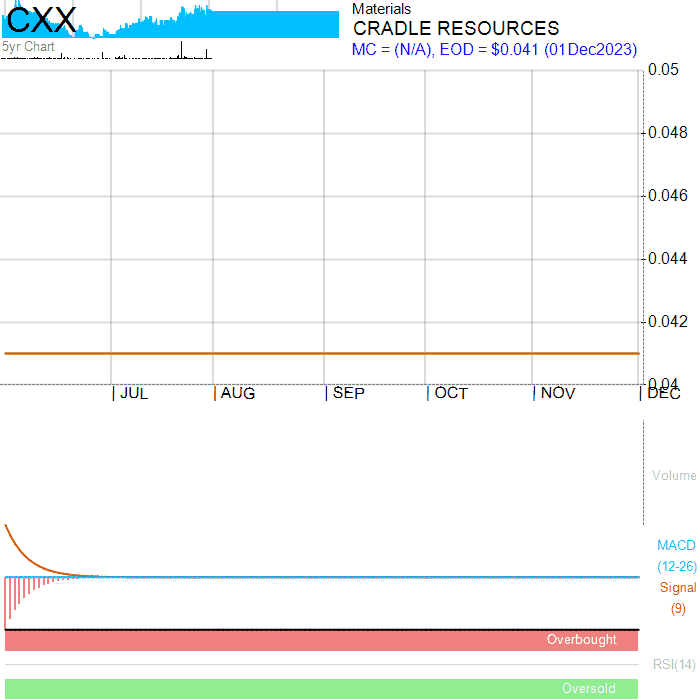 CXX
5yr Chart
Materials
CRADLE RESOURCES
MC = (N/A), EOD = $0.041 (01Dec2023)
0.05
0.048
0.046
0.044
0.042
0.04
JUL AUG SEP OCT NOV DEC
Volume
MACD
(12-26)
Signal
(9)
Overbought
RSI(14)
Oversold